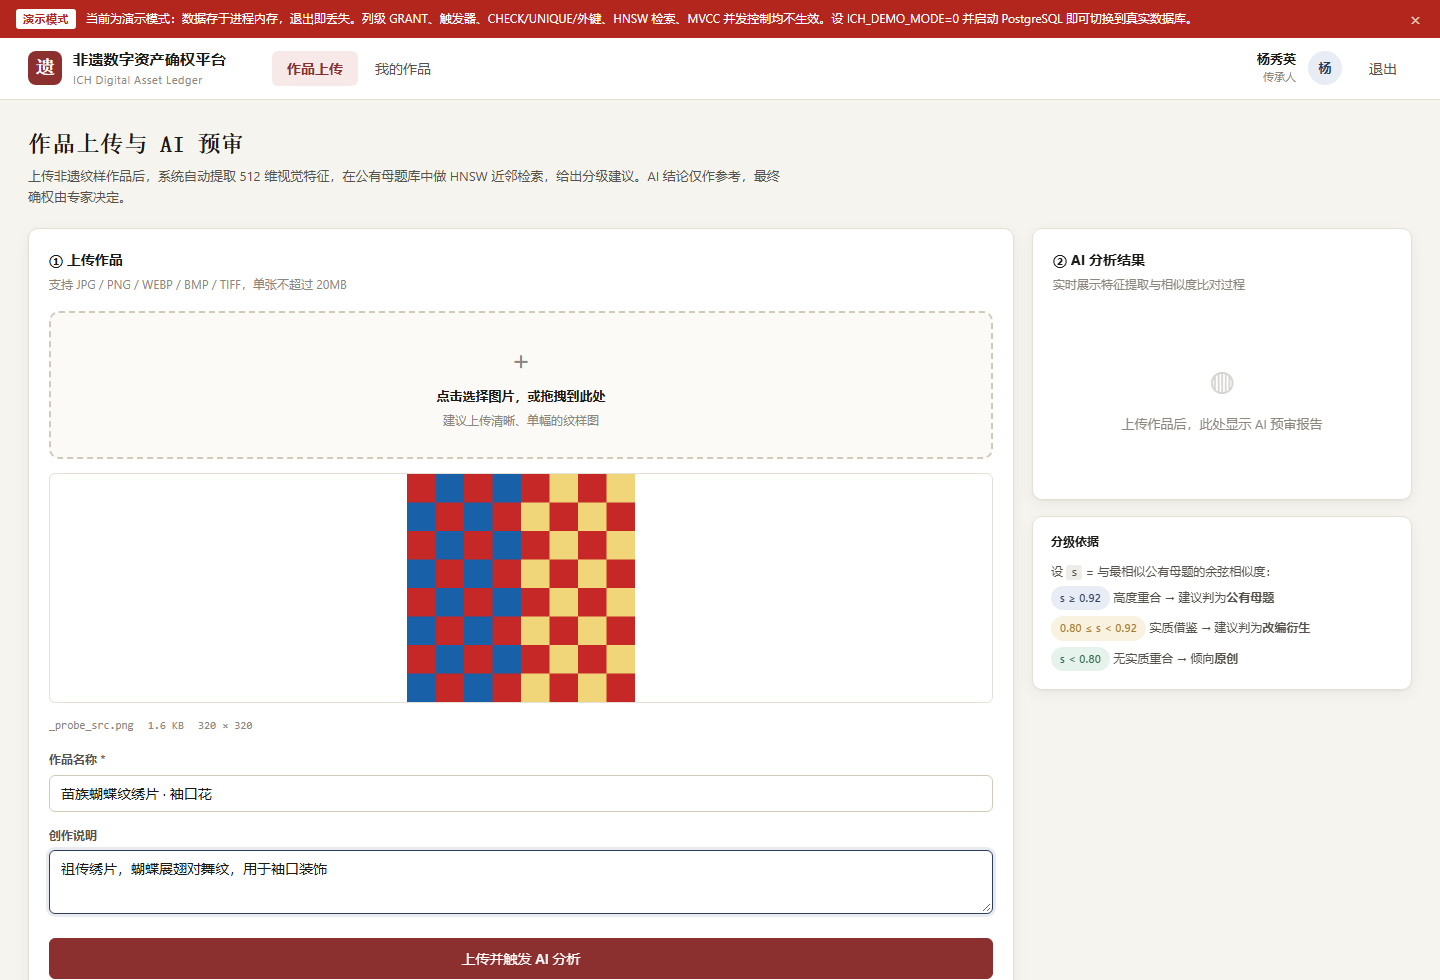 演示模式 当前为演示模式：数据存于进程内存，退出即丢失。列级 GRANT、触发器、CHECK/UNIQUE/外键、HNSW 检索、MVCC 并发控制均不生效。设 ICH_DEMO_MODE=0 并启动 PostgreSQL 即可切换到真实数据库。 ×
遗 非遗数字资产确权平台
ICH Digital Asset Ledger
作品上传 我的作品
杨秀英
传承人
杨 退出
作品上传与 AI 预审
上传非遗纹样作品后，系统自动提取 512 维视觉特征，在公有母题库中做 HNSW 近邻检索，给出分级建议。AI 结论仅作参考，最终
确权由专家决定。
① 上传作品
支持 JPG / PNG / WEBP / BMP / TIFF，单张不超过 20MB
+
点击选择图片，或拖拽到此处
建议上传清晰、单幅的纹样图
_probe_src.png 1.6 KB 320 × 320
作品名称 *
苗族蝴蝶纹绣片 · 袖口花
创作说明
祖传绣片，蝴蝶展翅对舞纹，用于袖口装饰
上传并触发 AI 分析
② AI 分析结果
实时展示特征提取与相似度比对过程
上传作品后，此处显示 AI 预审报告
分级依据
设 s = 与最相似公有母题的余弦相似度：
s ≥ 0.92 高度重合 → 建议判为公有母题
0.80 ≤ s < 0.92 实质借鉴 → 建议判为改编衍生
s < 0.80 无实质重合 → 倾向原创